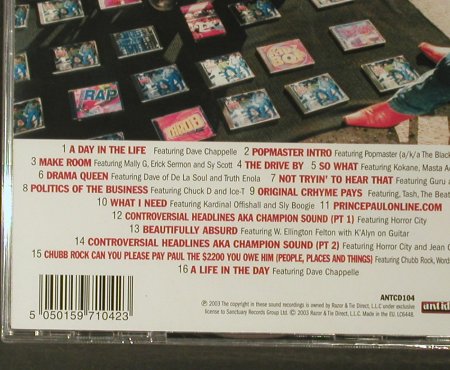 RAP
1 A DAY IN THE LIFE Featuring Dave Chappelle 2 POPMASTER INTRO Featuring Popmaster (a/k/a The Black
3 MAKE ROOM Featuring Mally G, Erick Sermon and Sy Scott 4 THE DRIVE BY 5 SO WHAT Featuring Kokane, Masta A
6 DRAMA QUEEN Featuring Dave of De La Soul and Truth Enola 7 NOT TRYIN' TO HEAR THAT Featuring Guru a
8 POLITICS OF THE BUSINESS Featuring Chuck D and Ice-T 9 ORIGINAL CRHYME PAYS Featuring, Tash, The Beat
10 WHAT I NEED Featuring Kardinal Offishall and Sly Boogie 11 PRINCEPAULONLINE.COM
12 CONTROVERSIAL HEADLINES AKA CHAMPION SOUND (PT 1) Featuring Horror City
13 BEAUTIFULLY ABSURD Featuring W. Ellington Felton with K'Alyn on Guitar
14 CONTROVERSIAL HEADLINES AKA CHAMPION SOUND (PT 2) Featuring Horror City and Jean G
15 CHUBB ROCK CAN YOU PLEASE PAY PAUL THE $2200 YOU OWE HIM (PEOPLE, PLACES AND THINGS) Featuring Chubb Rock, Words
16 A LIFE IN THE DAY Featuring Dave Chappelle
ANTCD104
℗ 2003 The copyright in this sound recordings is owned by Razor & Tie Direct, L.L.C under exclusive
license to Sanctuary Records Group Ltd. © 2003 Razor & Tie Direct, L.L.C. Made in the EU. LC6448.
antid
5 050159 710423